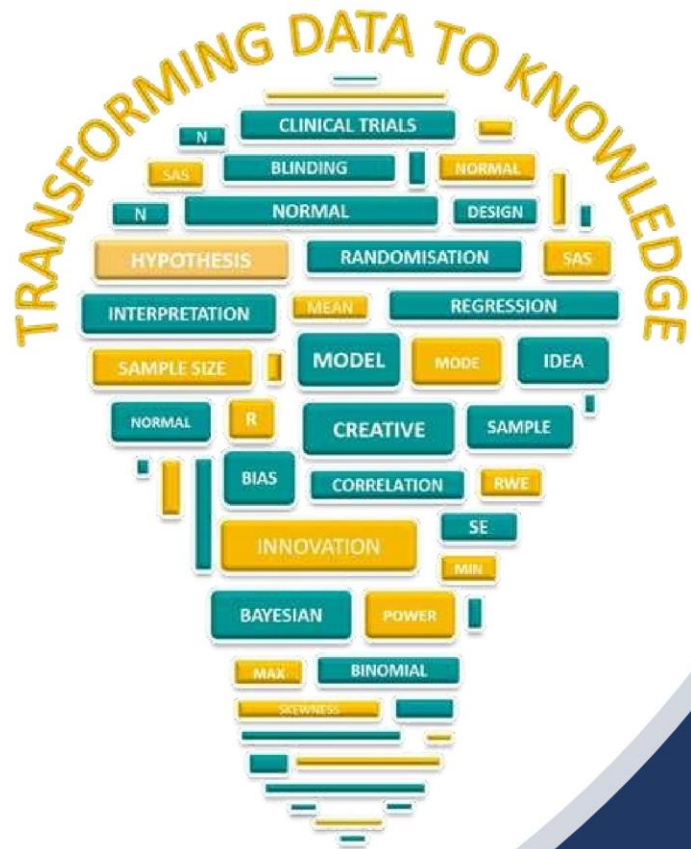 TRANSFORMING DATA TO KNOWLEDGE
CLINICAL TRIALS
N
SAS
BLINDING
NORMAL
N
NORMAL
DESIGN
HYPOTHESIS
RANDOMISATION
SAS
INTERPRETATION
MEAN
REGRESSION
SAMPLE SIZE
MODEL
MODE
IDEA
NORMAL
R
CREATIVE
SAMPLE
BIAS
CORRELATION
RWE
INNOVATION
SE
MIN
BAYESIAN
POWER
MAX
BINOMIAL
SKEWNESS